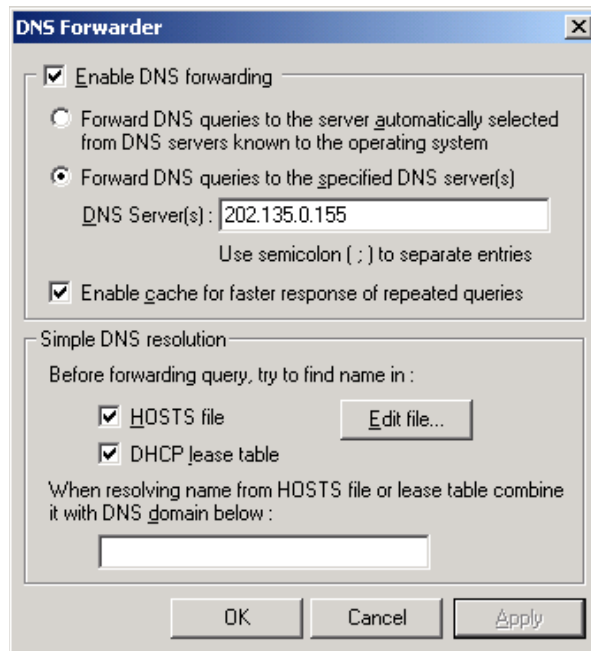 DNS Forwarder
Enable DNS forwarding
Forward DNS queries to the server automatically selected
from DNS servers known to the operating system
Forward DNS queries to the specified DNS server(s)
DNS Server(s) : 202.135.0.155
Use semicolon ( ; ) to separate entries
Enable cache for faster response of repeated queries
Simple DNS resolution
Before forwarding query, try to find name in :
HOSTS file Edit file...
DHCP lease table
When resolving name from HOSTS file or lease table combine
it with DNS domain below :
OK Cancel Apply